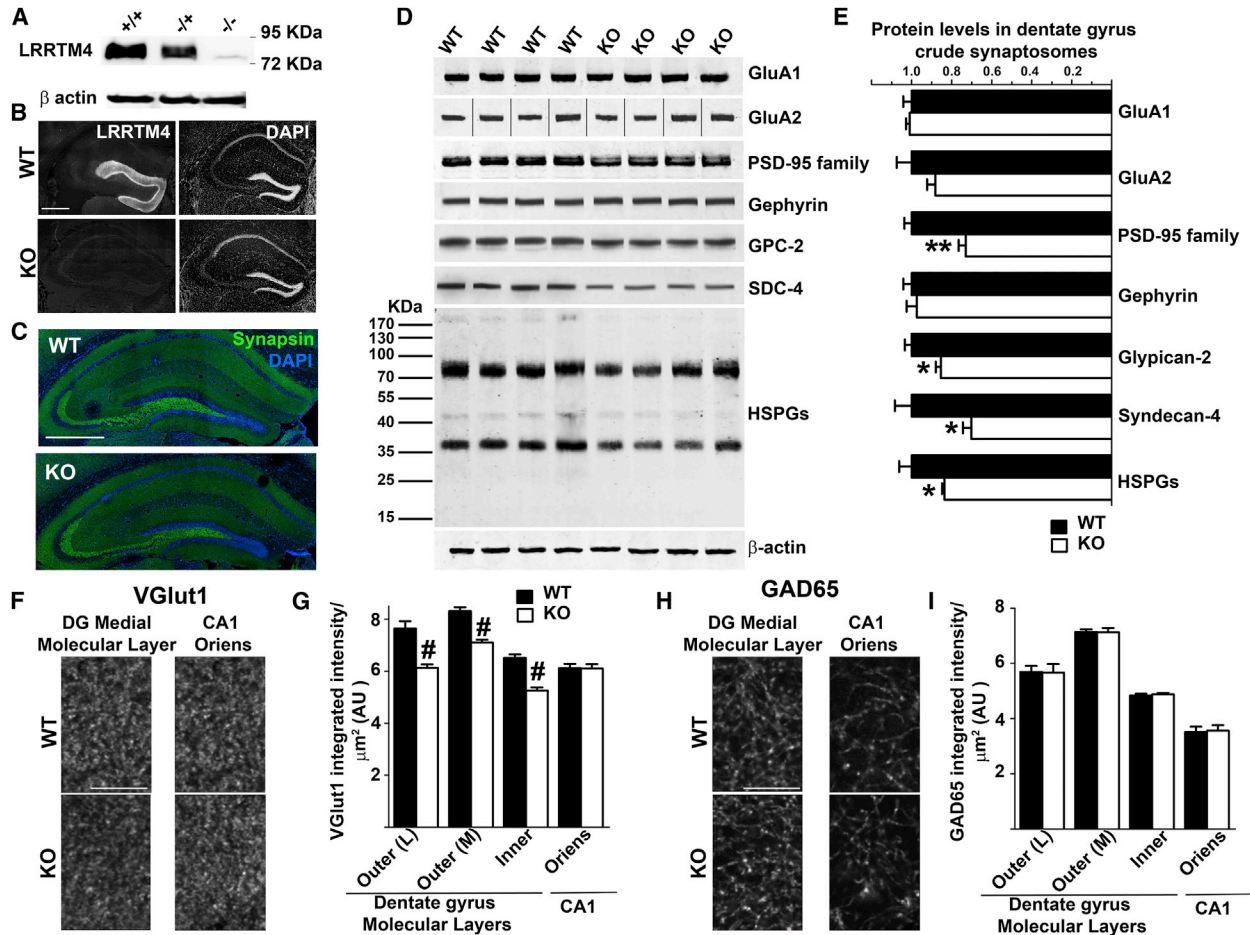 A
+/+ -/+ -/-
LRRTM4
95 KDa
72 KDa
β actin
B
LRRTM4 DAPI
WT
KO
C
WT
Synapsin
DAPI
KO
D
WT WT WT WT KO KO KO KO
GluA1
GluA2
PSD-95 family
Gephyrin
GPC-2
SDC-4
KDa
170
130
100
70
55
40
35
25
15
HSPGs
β-actin
E
Protein levels in dentate gyrus
crude synaptosomes
1.0 0.8 0.6 0.4 0.2
GluA1
GluA2
** PSD-95 family
Gephyrin
* Glypican-2
* Syndecan-4
* HSPGs
WT
KO
F
VGlut1
DG Medial
Molecular Layer
CA1
Oriens
WT
KO
G
VGlut1 integrated intensity/
µm² (AU)
8
6
4
2
WT
KO
# # #
Outer (L) Outer (M) Inner Oriens
Dentate gyrus
Molecular Layers
CA1
H
GAD65
DG Medial
Molecular Layer
CA1
Oriens
WT
KO
I
GAD65 integrated intensity/
µm² (AU )
8
6
4
2
Outer (L) Outer (M) Inner Oriens
Dentate gyrus
Molecular Layers
CA1